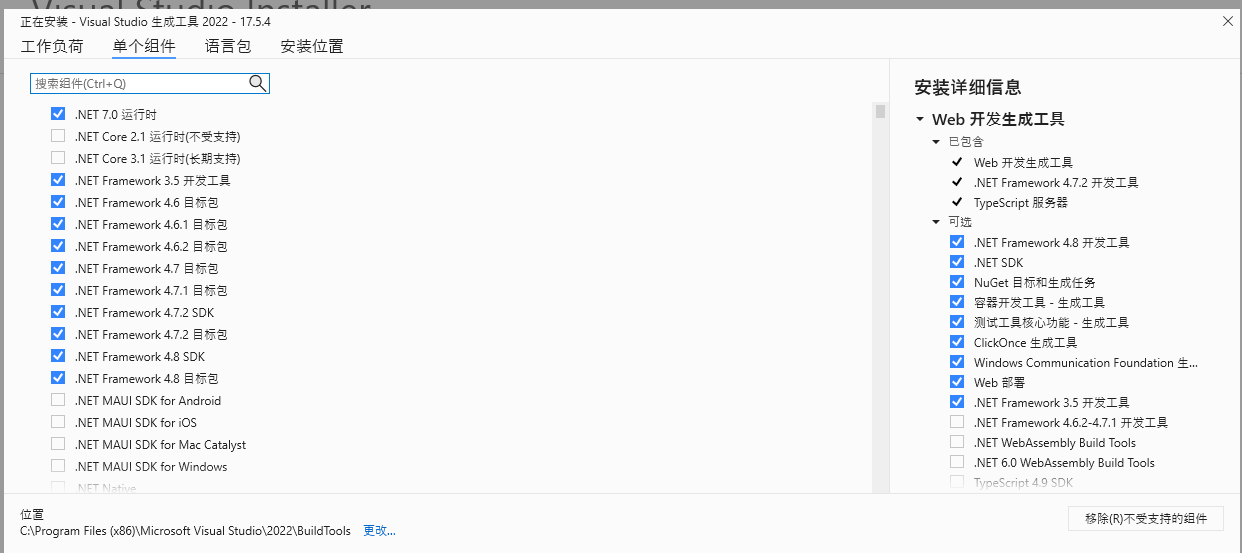 Visual Studio Installer
正在安装 - Visual Studio 生成工具 2022 - 17.5.4
工作负荷 单个组件 语言包 安装位置
搜索组件(Ctrl+Q)
.NET 7.0 运行时
.NET Core 2.1 运行时(不受支持)
.NET Core 3.1 运行时(长期支持)
.NET Framework 3.5 开发工具
.NET Framework 4.6 目标包
.NET Framework 4.6.1 目标包
.NET Framework 4.6.2 目标包
.NET Framework 4.7 目标包
.NET Framework 4.7.1 目标包
.NET Framework 4.7.2 SDK
.NET Framework 4.7.2 目标包
.NET Framework 4.8 SDK
.NET Framework 4.8 目标包
.NET MAUI SDK for Android
.NET MAUI SDK for iOS
.NET MAUI SDK for Mac Catalyst
.NET MAUI SDK for Windows
.NET Native
安装详细信息
Web 开发生成工具
已包含
Web 开发生成工具
.NET Framework 4.7.2 开发工具
TypeScript 服务器
可选
.NET Framework 4.8 开发工具
.NET SDK
NuGet 目标和生成任务
容器开发工具 - 生成工具
测试工具核心功能 - 生成工具
ClickOnce 生成工具
Windows Communication Foundation 生...
Web 部署
.NET Framework 3.5 开发工具
.NET Framework 4.6.2-4.7.1 开发工具
.NET WebAssembly Build Tools
.NET 6.0 WebAssembly Build Tools
TypeScript 4.9 SDK
位置
C:\Program Files (x86)\Microsoft Visual Studio\2022\BuildTools 更改...
移除(R)不受支持的组件